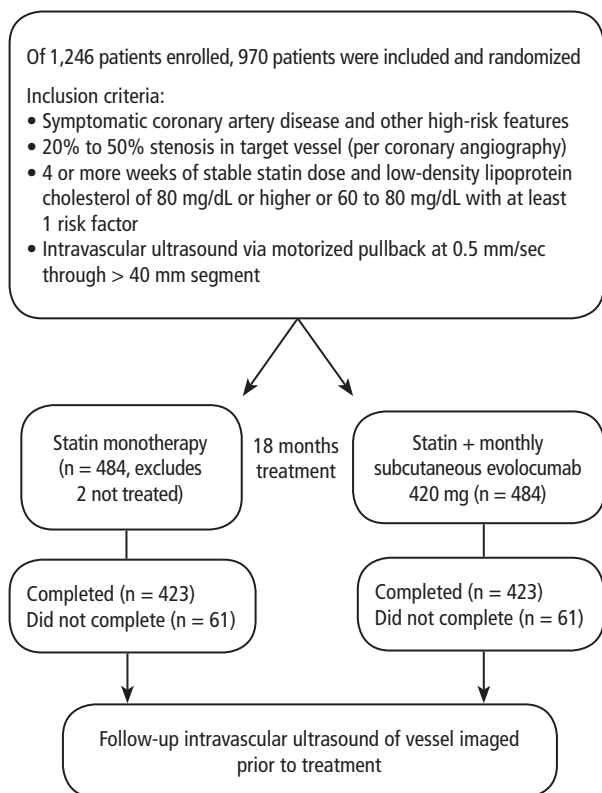 Of 1,246 patients enrolled, 970 patients were included and randomized
Inclusion criteria:
• Symptomatic coronary artery disease and other high-risk features
• 20% to 50% stenosis in target vessel (per coronary angiography)
• 4 or more weeks of stable statin dose and low-density lipoprotein
cholesterol of 80 mg/dL or higher or 60 to 80 mg/dL with at least
1 risk factor
• Intravascular ultrasound via motorized pullback at 0.5 mm/sec
through > 40 mm segment
Statin monotherapy
(n = 484, excludes
2 not treated)
18 months
treatment
Statin + monthly
subcutaneous evolocumab
420 mg (n = 484)
Completed (n = 423)
Did not complete (n = 61)
Completed (n = 423)
Did not complete (n = 61)
Follow-up intravascular ultrasound of vessel imaged
prior to treatment